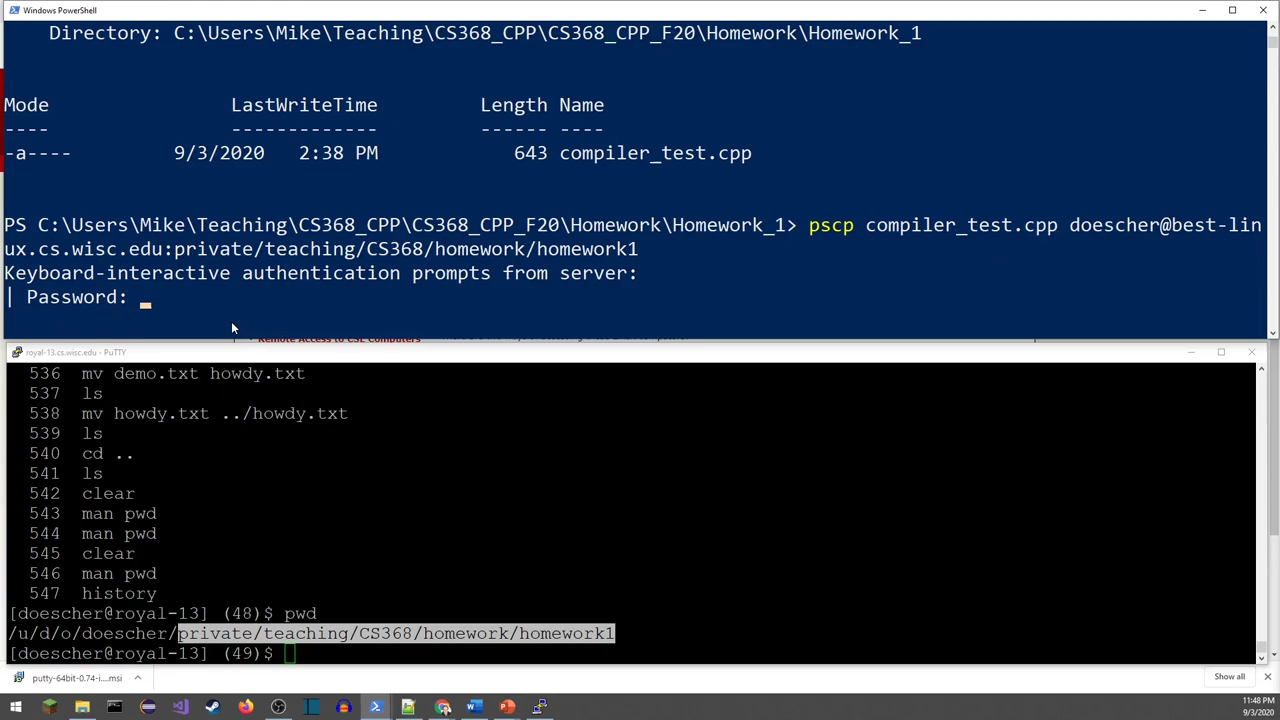 Windows PowerShell
Directory: C:\Users\Mike\Teaching\CS368_CPP\CS368_CPP_F20\Homework\Homework_1
Mode LastWriteTime Length Name
---- ------------- ------ ----
-a---- 9/3/2020 2:38 PM 643 compiler_test.cpp
PS C:\Users\Mike\Teaching\CS368_CPP\CS368_CPP_F20\Homework\Homework_1> pscp compiler_test.cpp doescher@best-lin
ux.cs.wisc.edu:private/teaching/CS368/homework/homework1
Keyboard-interactive authentication prompts from server:
| Password:
Remote Access to CSL Computers
royal-13.cs.wisc.edu - PuTTY
536 mv demo.txt howdy.txt
537 ls
538 mv howdy.txt ../howdy.txt
539 ls
540 cd ..
541 ls
542 clear
543 man pwd
544 man pwd
545 clear
546 man pwd
547 history
[doescher@royal-13] (48)$ pwd
/u/d/o/doescher/private/teaching/CS368/homework/homework1
[doescher@royal-13] (49)$
putty-64bit-0.74-i....msi
Show all
11:48 PM
9/3/2020